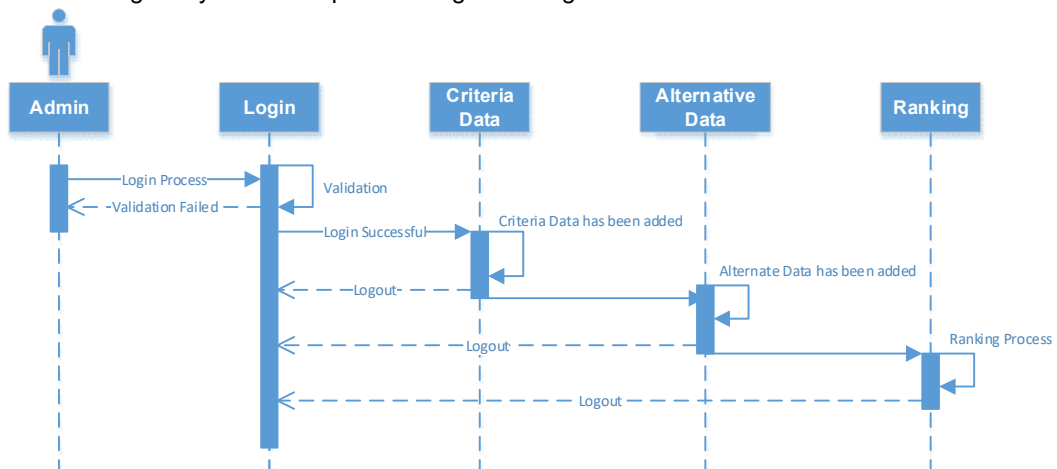 Admin
Login
Criteria
Data
Alternative
Data
Ranking
Login Process
Validation
Validation Failed
Criteria Data has been added
Login Successful
Alternate Data has been added
Logout
Ranking Process
Logout
Logout